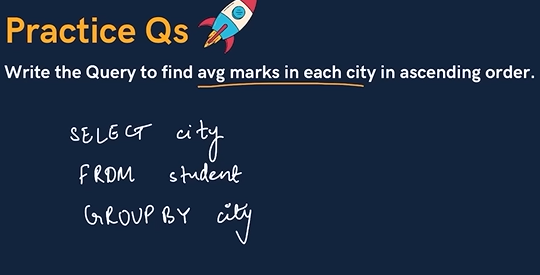 Practice Qs
Write the Query to find avg marks in each city in ascending order.
SELECT city
FROM student
GROUP BY city